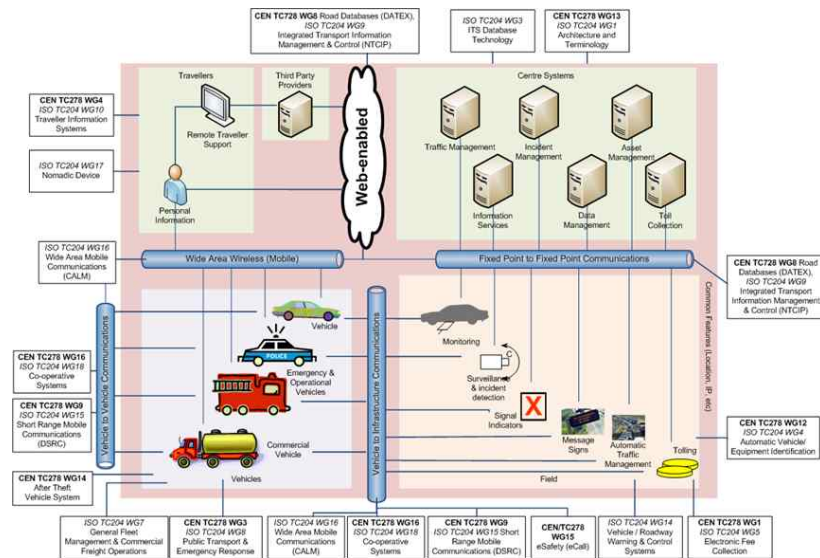 CEN TC728 WG8 Road Databases (DATEX),
ISO TC204 WG9
Integrated Transport Information
Management & Control (NTCIP)
ISO TC204 WG3
ITS Database
Technology
CEN TC278 WG13
ISO TC204 WG1
Architecture and
Terminology
Travellers
Third Party
Providers
Centre Systems
CEN TC278 WG4
ISO TC204 WG10
Traveller Information
Systems
Remote Traveller
Support
Web-enabled
Traffic Management
Incident
Management
Asset
Management
ISO TC204 WG17
Nomadic Device
Personal
Information
Information
Services
Data
Management
Toll
Collection
ISO TC204 WG16
Wide Area Mobile
Communications
(CALM)
Wide Area Wireless (Mobile)
Fixed Point to Fixed Point Communications
CEN TC728 WG8 Road
Databases (DATEX),
ISO TC204 WG9
Integrated Transport
Information Management
& Control (NTCIP)
Common Features (Location, IP, etc)
Vehicle to Vehicle Communications
Vehicle to Infrastructure Communications
Vehicle
Monitoring
POLICE
Emergency &
Operational
Vehicles
C
Surveillance
& incident
detection
CEN TC278 WG16
ISO TC204 WG18
Co-operative
Systems
CEN TC278 WG9
ISO TC204 WG15
Short Range Mobile
Communications
(DSRC)
Signal
Indicators
X
Message
Signs
Automatic
Traffic
Management
Tolling
CEN TC278 WG12
ISO TC204 WG4
Automatic Vehicle/
Equipment Identification
Commercial
Vehicle
Vehicles
Field
CEN TC278 WG14
After Theft
Vehicle System
ISO TC204 WG7
General Fleet
Management & Commercial
Freight Operations
CEN TC278 WG3
ISO TC204 WG8
Public Transport &
Emergency Response
ISO TC204 WG16
Wide Area Mobile
Communications
(CALM)
CEN TC278 WG16
ISO TC204 WG18
Co-operative
Systems
CEN TC278 WG9
ISO TC204 WG15 Short
Range Mobile
Communications (DSRC)
CEN/TC278
WG15
eSafety (eCall)
ISO TC204 WG14
Vehicle / Roadway
Warning & Control
Systems
CEN TC278 WG1
ISO TC204 WG5
Electronic Fee
Collection